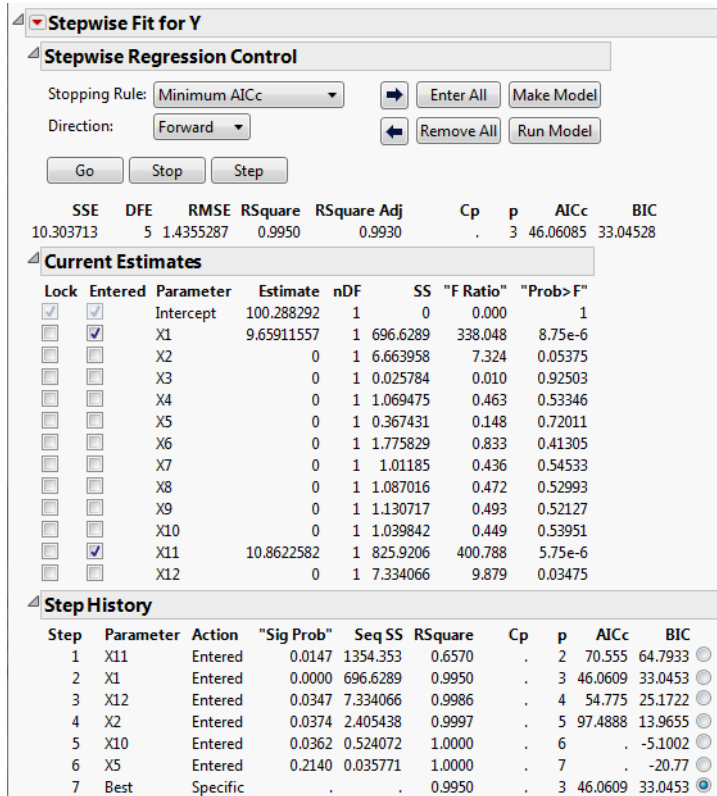 Stepwise Fit for Y
Stepwise Regression Control
Stopping Rule: Minimum AICc Enter All Make Model
Direction: Forward Remove All Run Model
Go Stop Step
SSE DFE RMSE RSquare RSquare Adj Cp p AICc BIC
10.303713 5 1.4355287 0.9950 0.9930 . 3 46.06085 33.04528
Current Estimates
Lock Entered Parameter Estimate nDF SS "F Ratio" "Prob>F"
Intercept 100.288292 1 0 0.000 1
X1 9.65911557 1 696.6289 338.048 8.75e-6
X2 0 1 6.663958 7.324 0.05375
X3 0 1 0.025784 0.010 0.92503
X4 0 1 1.069475 0.463 0.53346
X5 0 1 0.367431 0.148 0.72011
X6 0 1 1.775829 0.833 0.41305
X7 0 1 1.01185 0.436 0.54533
X8 0 1 1.087016 0.472 0.52993
X9 0 1 1.130717 0.493 0.52127
X10 0 1 1.039842 0.449 0.53951
X11 10.8622582 1 825.9206 400.788 5.75e-6
X12 0 1 7.334066 9.879 0.03475
Step History
Step Parameter Action "Sig Prob" Seq SS RSquare Cp p AICc BIC
1 X11 Entered 0.0147 1354.353 0.6570 . 2 70.555 64.7933
2 X1 Entered 0.0000 696.6289 0.9950 . 3 46.0609 33.0453
3 X12 Entered 0.0347 7.334066 0.9986 . 4 54.775 25.1722
4 X2 Entered 0.0374 2.405438 0.9997 . 5 97.4888 13.9655
5 X10 Entered 0.0362 0.524072 1.0000 . 6 . -5.1002
6 X5 Entered 0.2140 0.035771 1.0000 . 7 . -20.77
7 Best Specific . . 0.9950 . 3 46.0609 33.0453